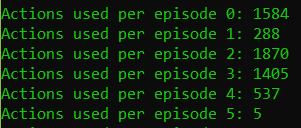 Actions used per episode 0: 1584
Actions used per episode 1: 288
Actions used per episode 2: 1870
Actions used per episode 3: 1405
Actions used per episode 4: 537
Actions used per episode 5: 5